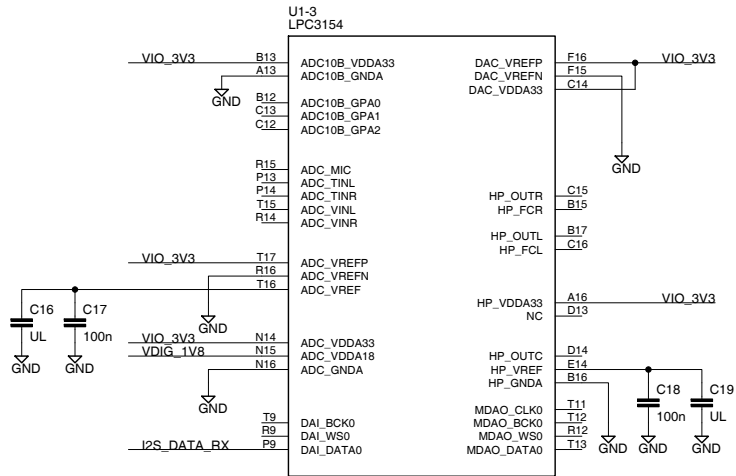 U1-3
LPC3154
VIO_3V3 B13 ADC10B_VDDA33 DAC_VREFP F16 VIO_3V3
A13 ADC10B_GNDA DAC_VREFN F15
DAC_VDDA33 C14
GND
B12 ADC10B_GPA0
C13 ADC10B_GPA1
C12 ADC10B_GPA2
GND
R15 ADC_MIC
P13 ADC_TINL
P14 ADC_TINR HP_OUTR C15
T15 ADC_VINL HP_FCR B15
R14 ADC_VINR
HP_OUTL B17
HP_FCL C16
VIO_3V3 T17 ADC_VREFP
R16 ADC_VREFN
T16 ADC_VREF
HP_VDDA33 A16 VIO_3V3
NC D13
C16 C17
UL 100n
GND
VIO_3V3 N14 ADC_VDDA33
VDIG_1V8 N15 ADC_VDDA18 HP_OUTC D14
N16 ADC_GNDA HP_VREF E14
HP_GNDA B16
GND GND
C18 C19
100n UL
GND
MDAO_CLK0 T11
T9 DAI_BCK0 MDAO_BCK0 T12
R9 DAI_WS0 MDAO_WS0 R12
I2S_DATA_RX P9 DAI_DATA0 MDAO_DATA0 T13
GND GND GND